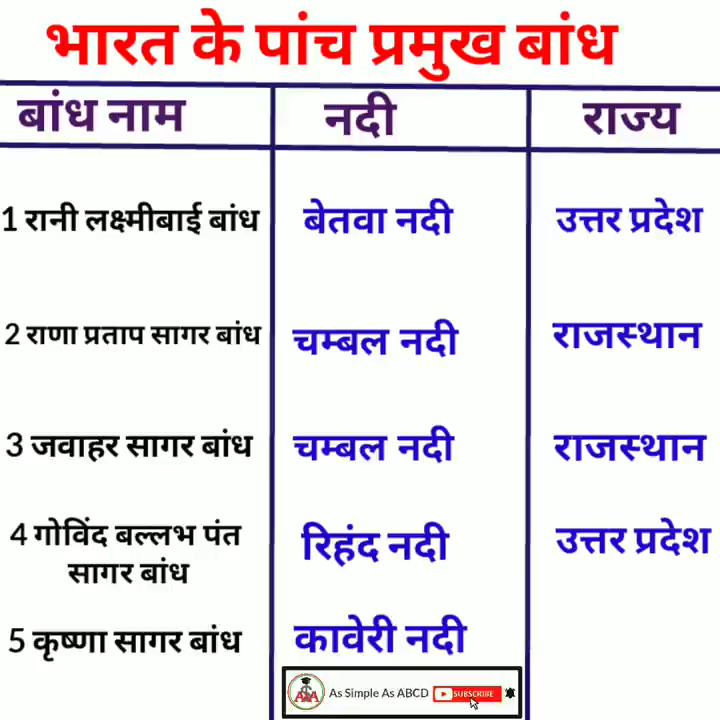 भारत के पांच प्रमुख बांध
बांध नाम नदी राज्य
1 रानी लक्ष्मीबाई बांध बेतवा नदी उत्तर प्रदेश
2 राणा प्रताप सागर बांध चम्बल नदी राजस्थान
3 जवाहर सागर बांध चम्बल नदी राजस्थान
4 गोविंद बल्लभ पंत
सागर बांध रिहंद नदी उत्तर प्रदेश
5 कृष्णा सागर बांध कावेरी नदी
As Simple As ABCD SUBSCRIBE